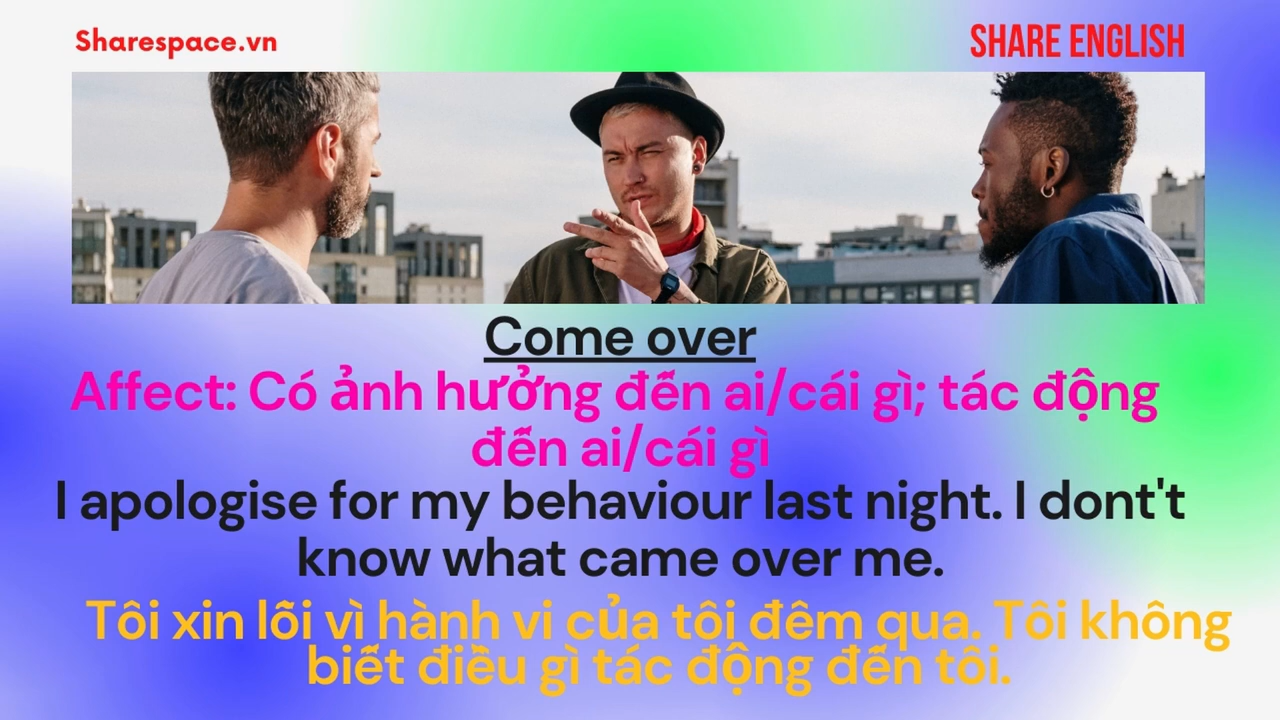 Sharespace.vn
SHARE ENGLISH
Come over
Affect: Có ảnh hưởng đến ai/cái gì; tác động
đến ai/cái gì
I apologise for my behaviour last night. I dont't
know what came over me.
Tôi xin lỗi vì hành vi của tôi đêm qua. Tôi không
biết điều gì tác động đến tôi.